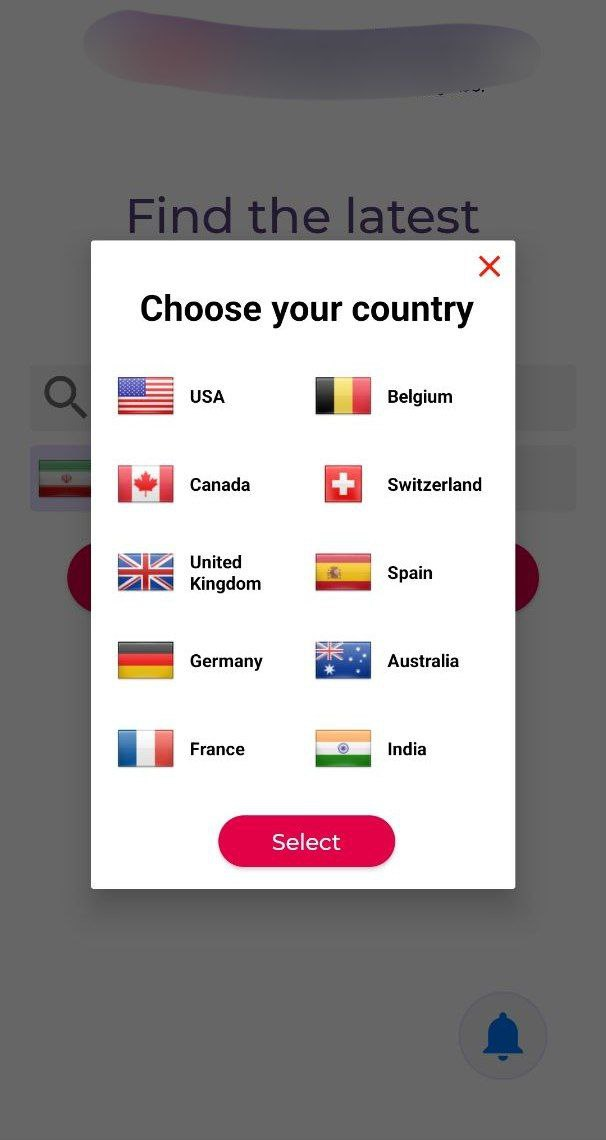 Find the latest
Choose your country
USA
Belgium
Canada
Switzerland
United
Kingdom
Spain
Germany
Australia
France
India
Select